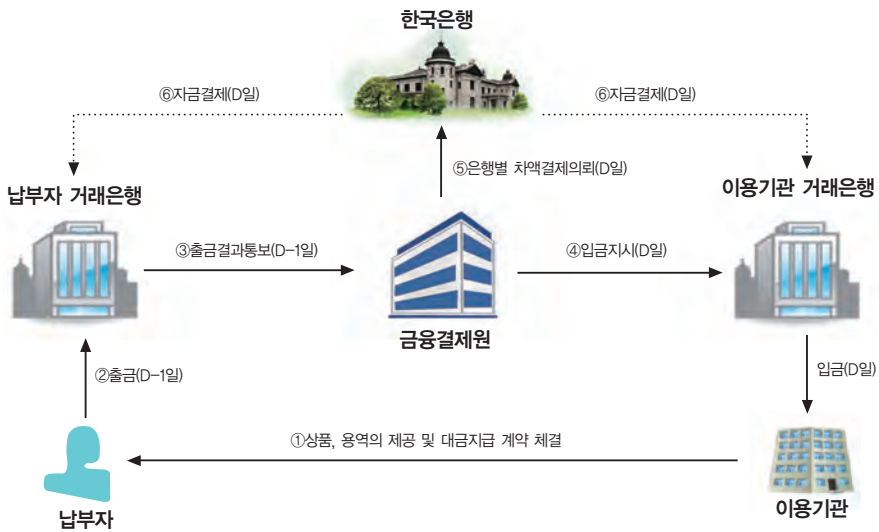 한국은행
⑥자금결제(D일)
⑥자금결제(D일)
⑤은행별 차액결제의뢰(D일)
납부자 거래은행
이용기관 거래은행
③출금결과통보(D-1일)
④입금지시(D일)
금융결제원
②출금(D-1일)
입금(D일)
①상품, 용역의 제공 및 대금지급 계약 체결
납부자
이용기관